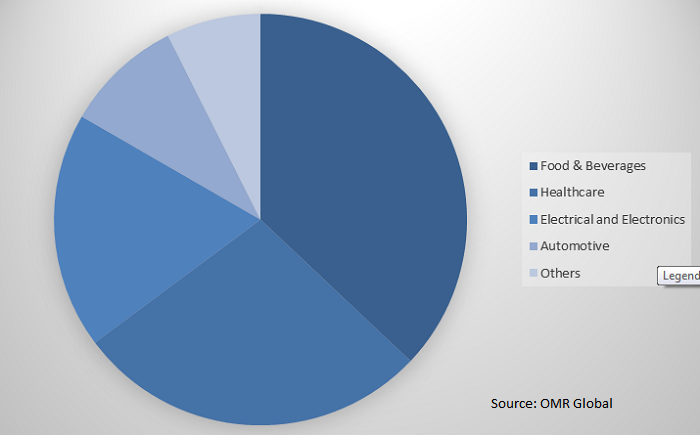 Food & Beverages
Healthcare
Electrical and Electronics
Automotive
Others
Legend
Source: OMR Global